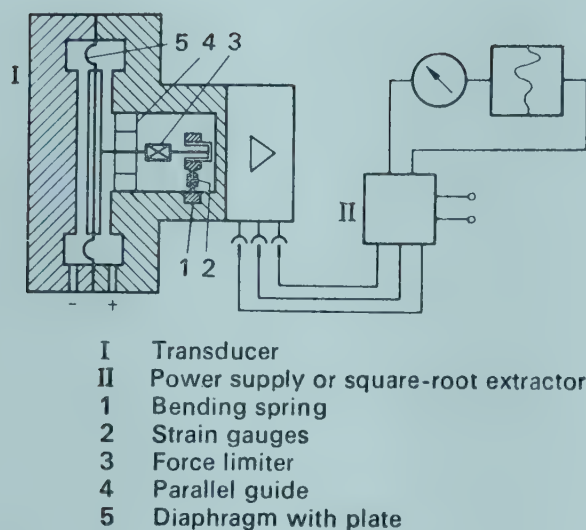 5 4 3
I
II
1 2
- +
I Transducer
II Power supply or square-root extractor
1 Bending spring
2 Strain gauges
3 Force limiter
4 Parallel guide
5 Diaphragm with plate